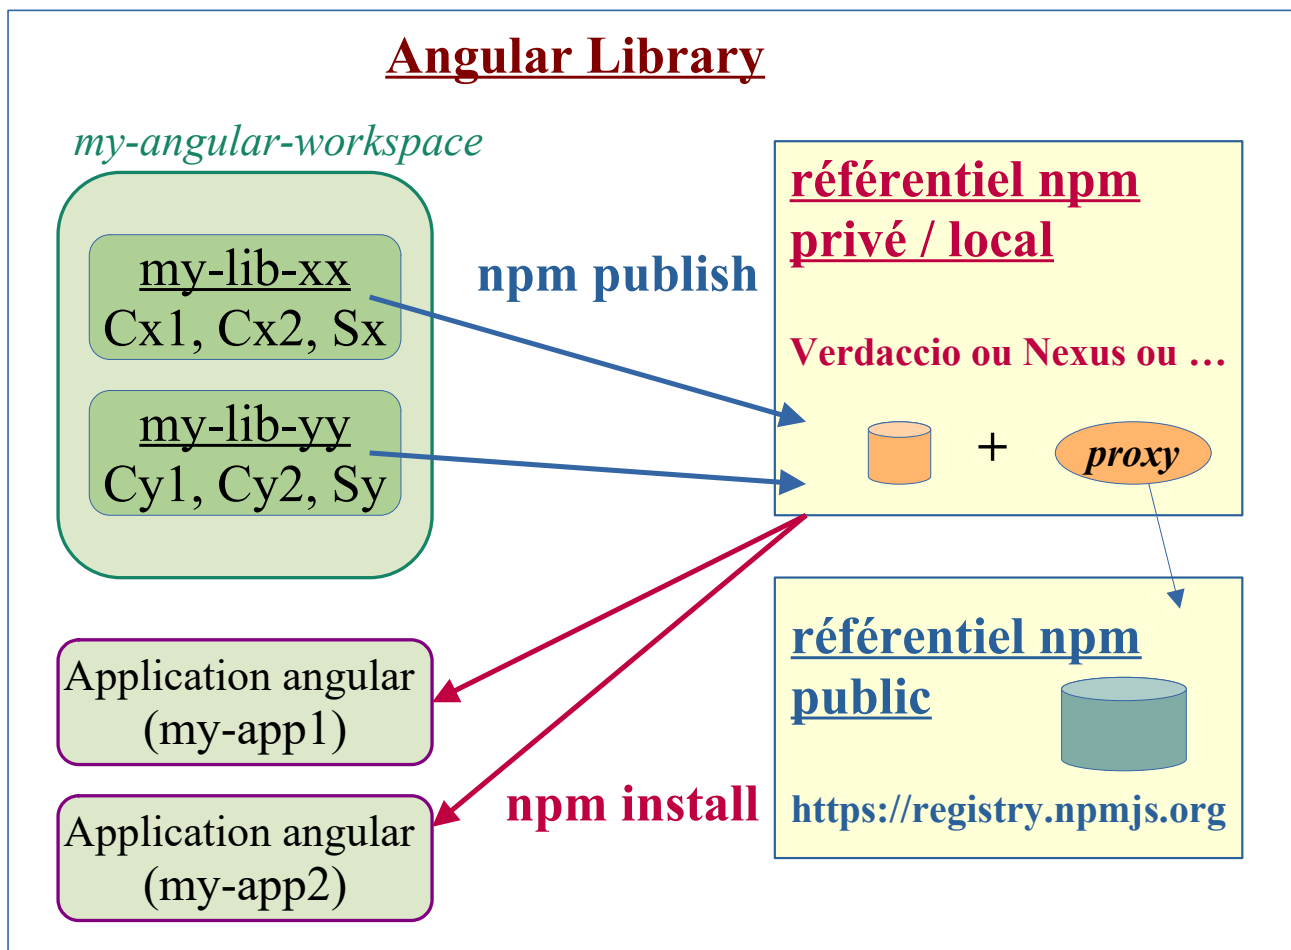 Angular Library
my-angular-workspace
my-lib-xx
Cx1, Cx2, Sx
my-lib-yy
Cy1, Cy2, Sy
npm publish
référentiel npm
privé / local
Verdaccio ou Nexus ou …
+
proxy
Application angular
(my-app1)
Application angular
(my-app2)
npm install
référentiel npm
public
https://registry.npmjs.org